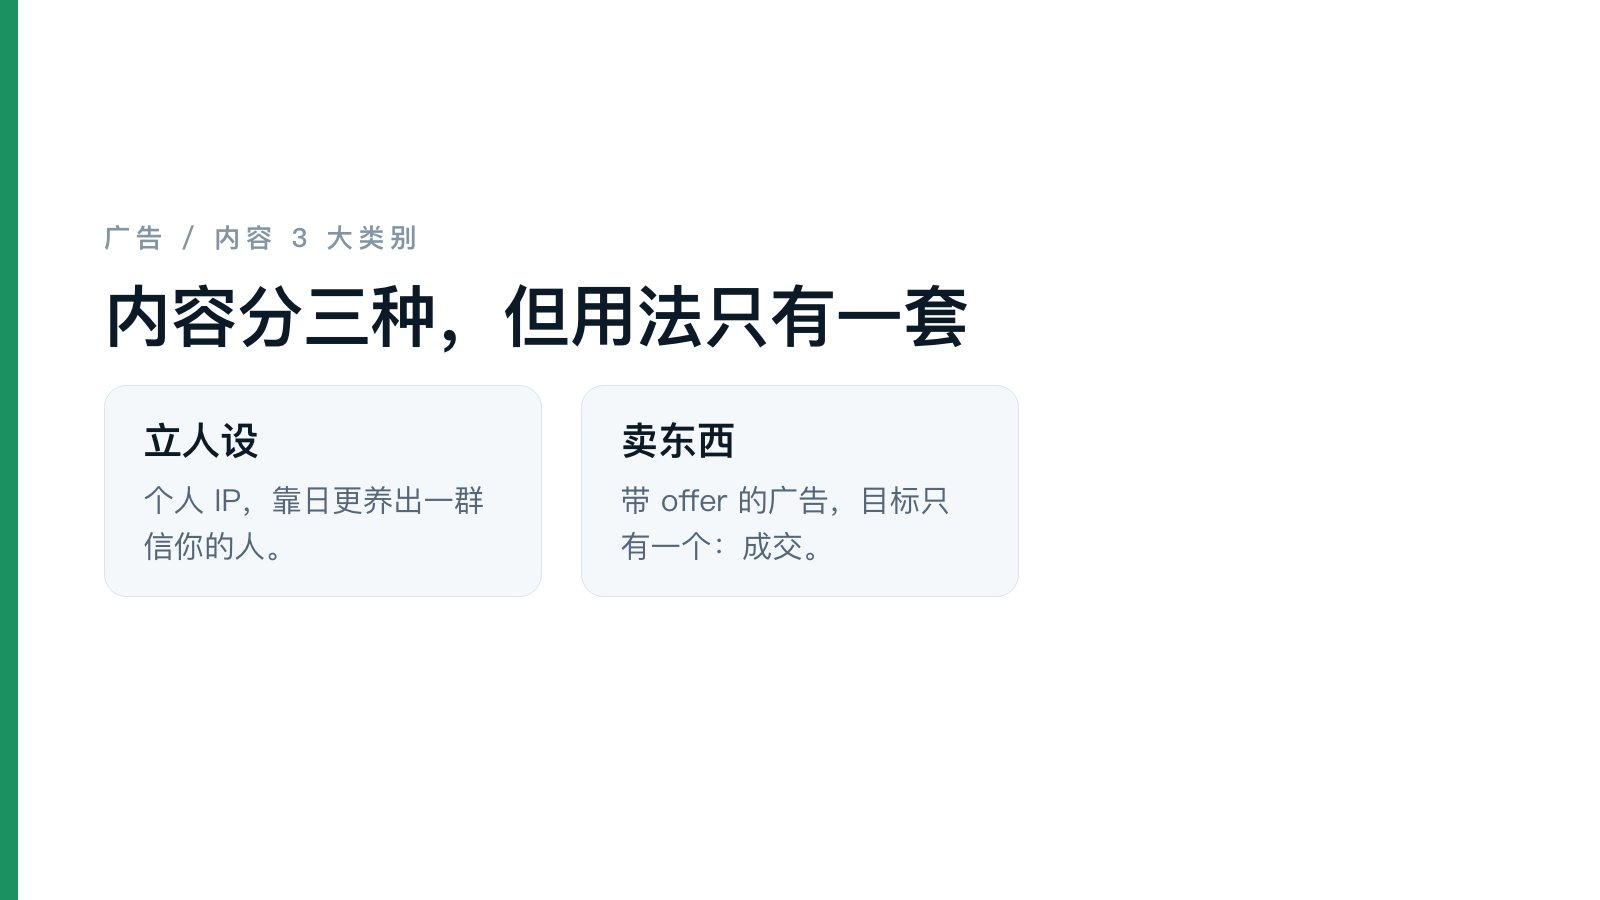 广告 / 内容 3 大类别
内容分三种，但用法只有一套
立人设
个人 IP，靠日更养出一群
信你的人。
卖东西
带 offer 的广告，目标只
有一个：成交。